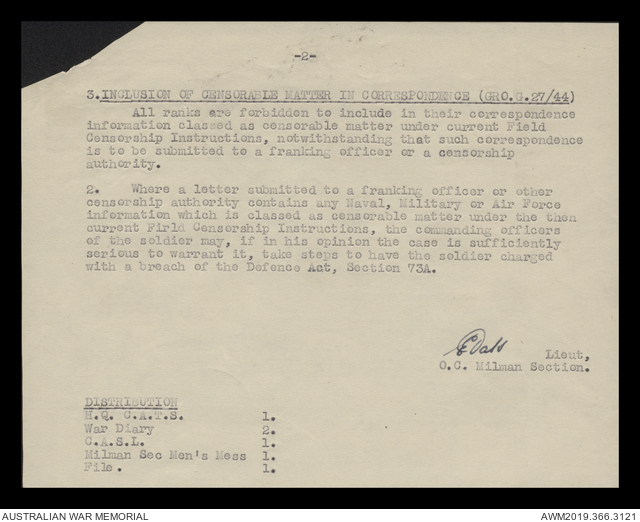 -2-
3.INCLUSION OF CENSORABLE MATTER IN CORRESPONDENCE (GRO.G.27/44)
All ranks are forbidden to include in their correspondence
information classed as censorable matter under current Field
Censorship Instructions, notwithstanding that such correspondence
is to be submitted to a franking officer or a censorship
authority.
2. Where a letter submitted to a franking officer or other
censorship authority contains any Naval, Military or Air Force
information which is classed as censorable matter under the then
current Firld Censorship Instructions, the commanding officers
of the soldier may, if in his opinion the case is sufficiently
serious to warrant it, take steps to have the soldier charged
with a breach of the Defence Act, Section 73A.
Lieut,
O.C. Milman Section.
DISTRIBUTION
H.Q. C.A.T.S. 1.
War Diary 2.
C.A.S.L. 1.
Milman Sec Men's Mess 1.
File. 1.
AUSTRALIAN WAR MEMORIAL AWM2019.366.3121